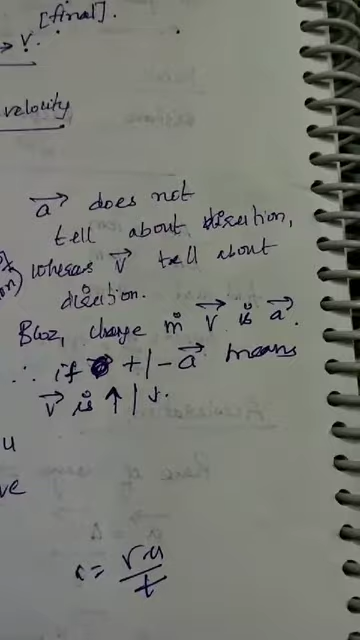 [final].
→ v.
velocity
a→ does not
tell about direction,
whereas v→ tell about
direction.
Bcoz, change in v→ is a→.
∴ if +/- a→ means
v→ is ↑ | ↓.
u
ve
= v-u/t